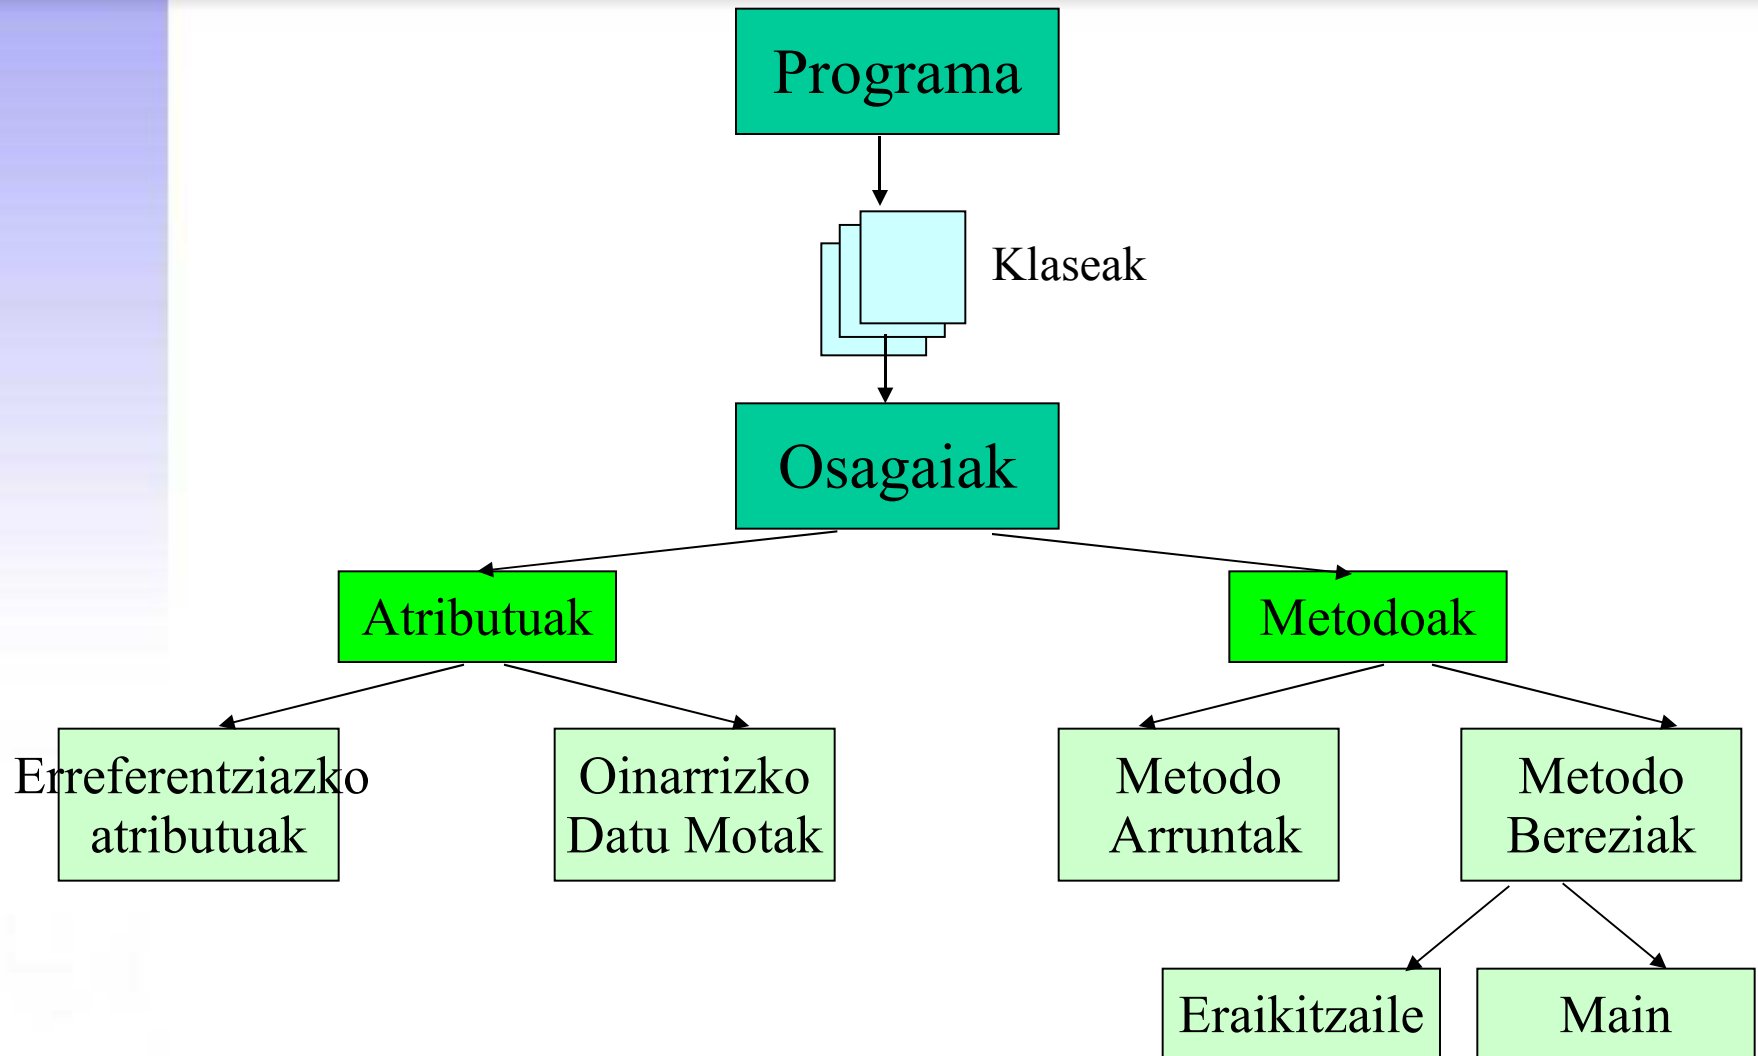 Programa
Klaseak
Osagaiak
Atributuak
Metodoak
Erreferentziazko
atributuak
Oinarrizko
Datu Motak
Metodo
Arruntak
Metodo
Bereziak
Eraikitzaile
Main